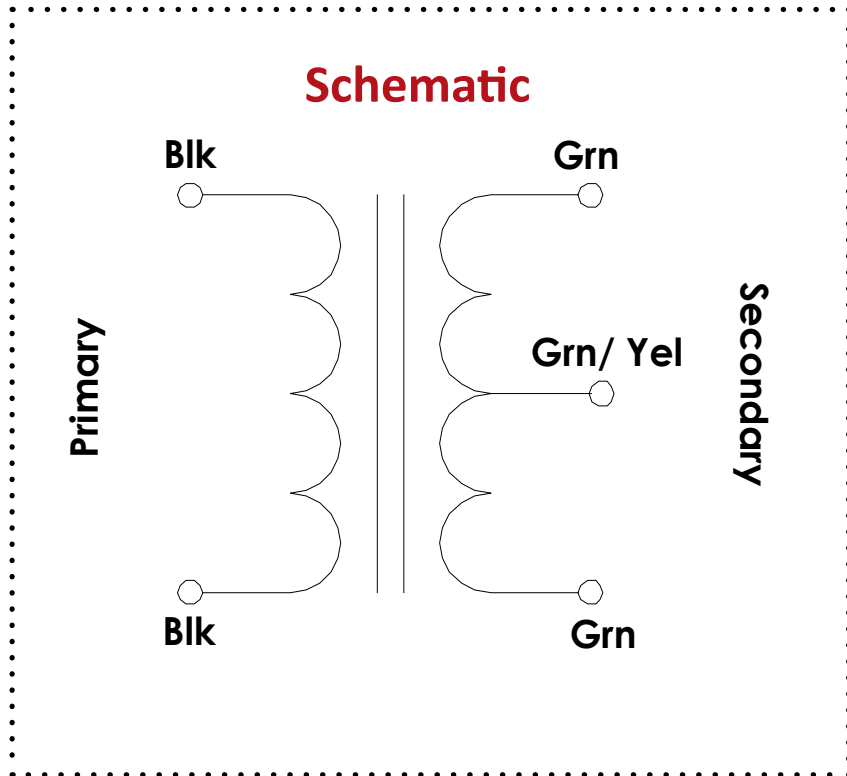 Schematic
Blk
Grn
Primary
Grn/ Yel
Secondary
Blk
Grn